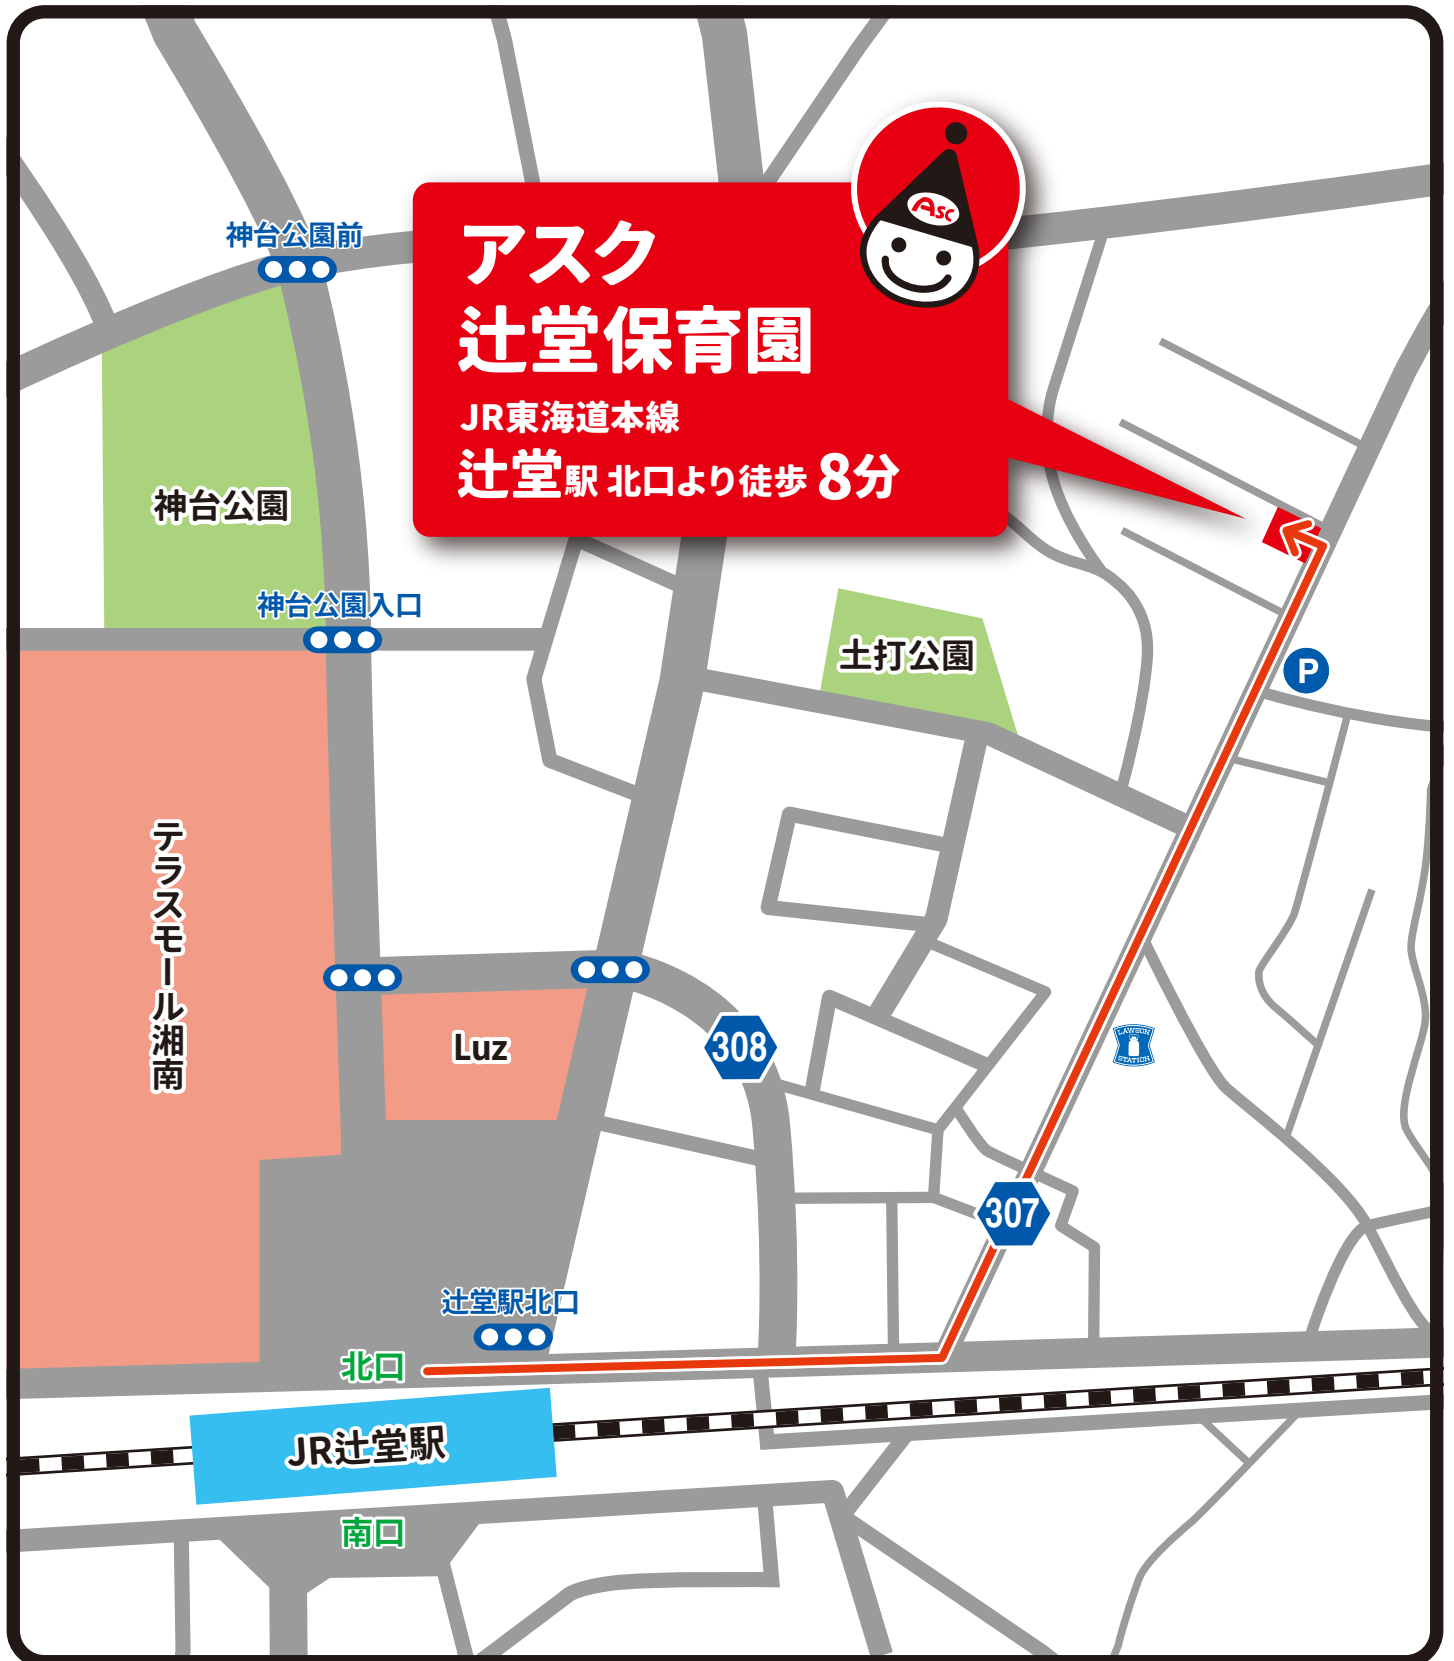 神台公園前
Asc
アスク
辻堂保育園
JR東海道本線
辻堂駅 北口より徒歩 8分
神台公園
神台公園入口
土打公園
P
テラスモール湘南
Luz
308
LAWSON
STATION
307
辻堂駅北口
北口
JR辻堂駅
南口